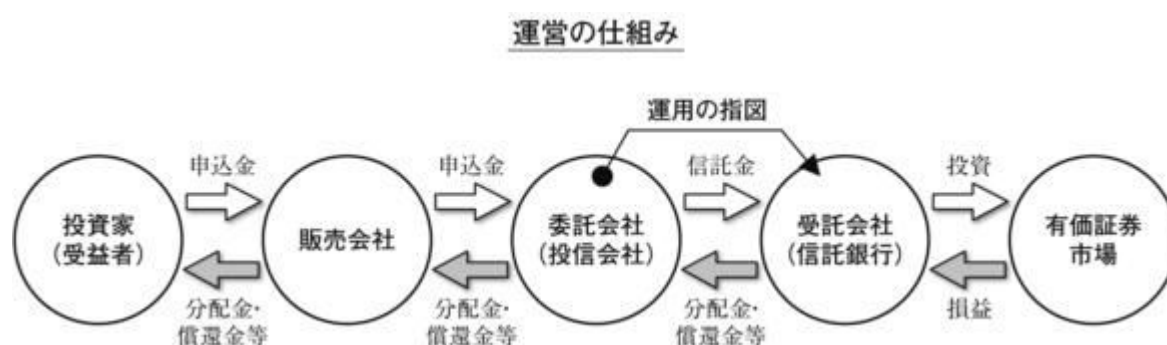 運営の仕組み
運用の指図
申込金
申込金
信託金
投資
投資家
(受益者)
販売会社
委託会社
(投信会社)
受託会社
(信託銀行)
有価証券
市場
分配金・
償還金等
分配金・
償還金等
分配金・
償還金等
損益